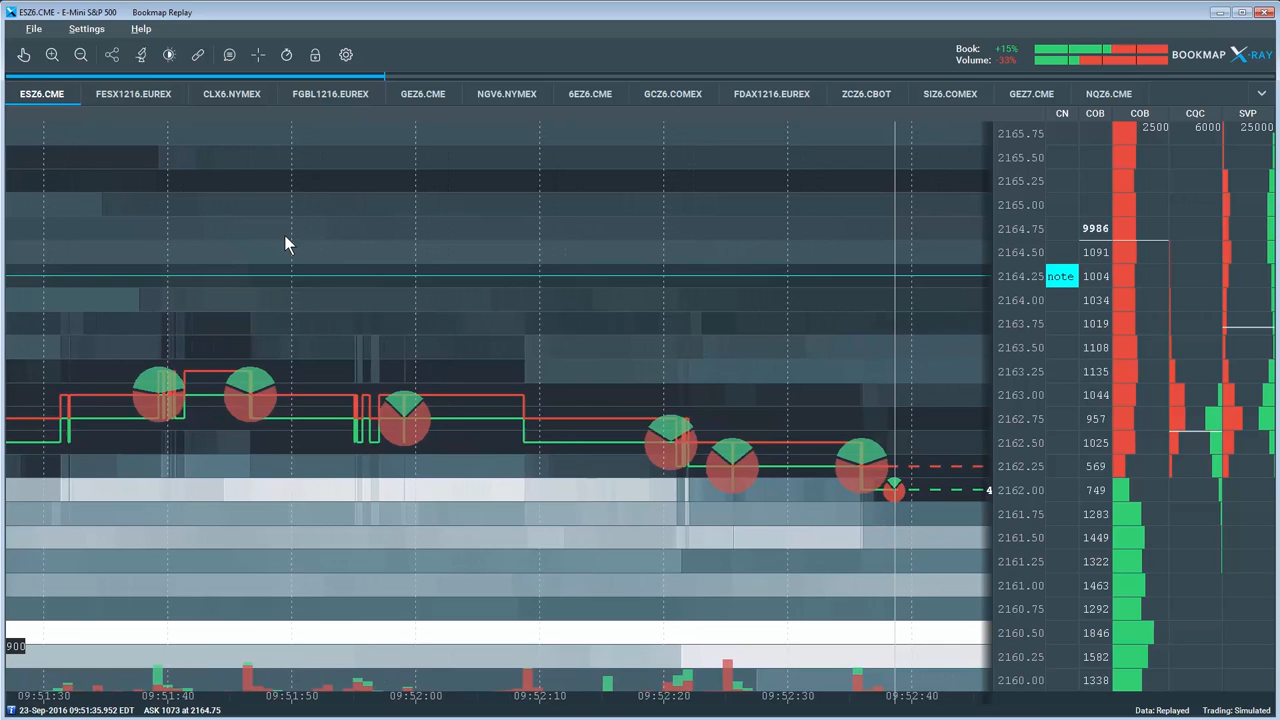 ESZ6.CME - E-Mini S&P 500 Bookmap Replay
File Settings Help
Book: +15%
Volume: -33%
BOOKMAP X-RAY
ESZ6.CME FESX1216.EUREX CLX6.NYMEX FGBL1216.EUREX GEZ6.CME NGV6.NYMEX 6EZ6.CME GCZ6.COMEX FDAX1216.EUREX ZCZ6.CBOT SIZ6.COMEX GEZ7.CME NQZ6.CME
CN COB COB CQC SVP
2500 6000 25000
2165.75
2165.50
2165.25
2165.00
2164.75 9986
2164.50 1091
2164.25 note 1004
2164.00 1034
2163.75 1019
2163.50 1108
2163.25 1135
2163.00 1044
2162.75 957
2162.50 1025
2162.25 569
4 2162.00 749
2161.75 1283
2161.50 1449
2161.25 1322
2161.00 1463
2160.75 1292
2160.50 1846
900
2160.25 1582
2160.00 1338
09:51:30 09:51:40 09:51:50 09:52:00 09:52:10 09:52:20 09:52:30 09:52:40
23-Sep-2016 09:51:35.952 EDT ASK 1073 at 2164.75 Data: Replayed Trading: Simulated